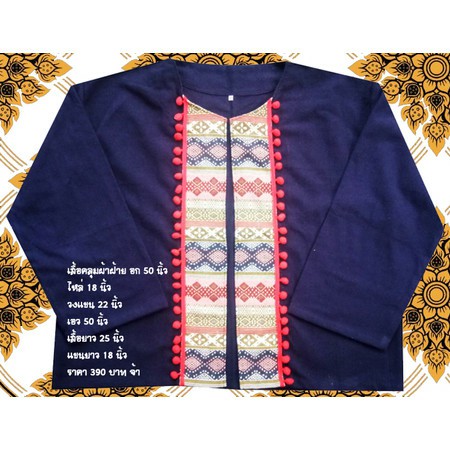 เสื้อคลุมผ้าฝ้าย อก 50 นิ้ว
ไหล่ 18 นิ้ว
วงแขน 22 นิ้ว
เอว 50 นิ้ว
เสื้อยาว 25 นิ้ว
แขนยาว 18 นิ้ว
ราคา 390 บาท จ้า